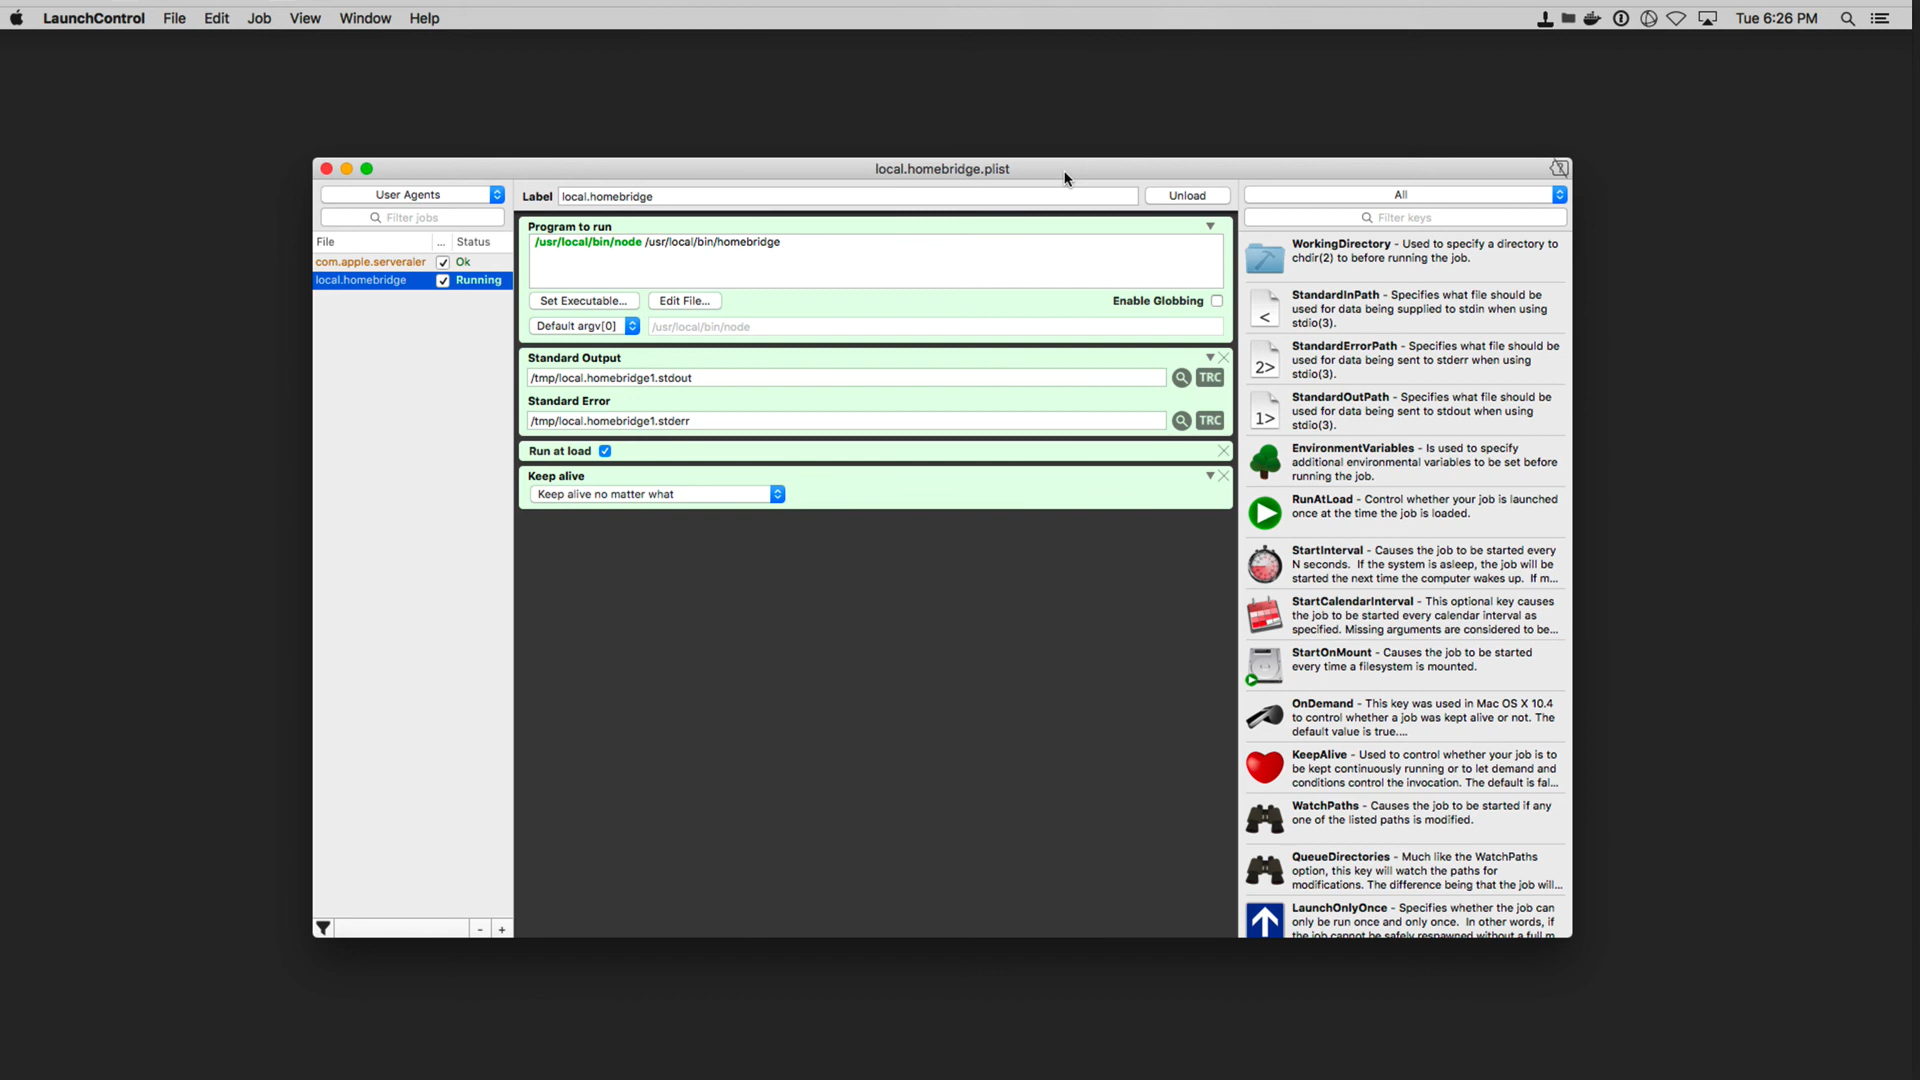 LaunchControl File Edit Job View Window Help Tue 6:26 PM
local.homebridge.plist
User Agents
Filter jobs
File ... Status
com.apple.serveraler Ok
local.homebridge Running
- +
Label local.homebridge Unload
Program to run
/usr/local/bin/node /usr/local/bin/homebridge
Set Executable... Edit File... Enable Globbing
Default argv[0] /usr/local/bin/node
Standard Output
/tmp/local.homebridge1.stdout TRC
Standard Error
/tmp/local.homebridge1.stderr TRC
Run at load
Keep alive
Keep alive no matter what
All
Filter keys
WorkingDirectory - Used to specify a directory to
chdir(2) to before running the job.
<
StandardInPath - Specifies what file should be
used for data being supplied to stdin when using
stdio(3).
2>
StandardErrorPath - Specifies what file should be
used for data being sent to stderr when using
stdio(3).
1>
StandardOutPath - Specifies what file should be
used for data being sent to stdout when using
stdio(3).
EnvironmentVariables - Is used to specify
additional environmental variables to be set before
running the job.
RunAtLoad - Control whether your job is launched
once at the time the job is loaded.
StartInterval - Causes the job to be started every
N seconds. If the system is asleep, the job will be
started the next time the computer wakes up. If m...
StartCalendarInterval - This optional key causes
the job to be started every calendar interval as
specified. Missing arguments are considered to be...
StartOnMount - Causes the job to be started
every time a filesystem is mounted.
OnDemand - This key was used in Mac OS X 10.4
to control whether a job was kept alive or not. The
default value is true....
KeepAlive - Used to control whether your job is to
be kept continuously running or to let demand and
conditions control the invocation. The default is fal...
WatchPaths - Causes the job to be started if any
one of the listed paths is modified.
QueueDirectories - Much like the WatchPaths
option, this key will watch the paths for
modifications. The difference being that the job will...
LaunchOnlyOnce - Specifies whether the job can
only be run once and only once. In other words, if
the job cannot be safely respawned without a full m